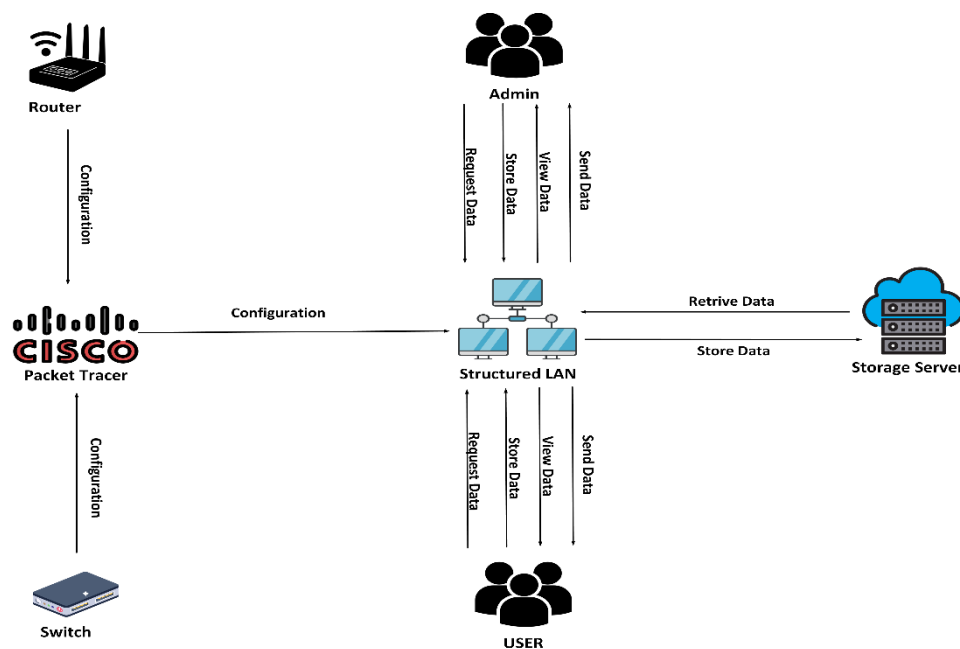 Admin
Router
Request Data
Store Data
View Data
Send Data
Configuration
Configuration
Retrive Data
CISCO
Packet Tracer
Structured LAN
Store Data
Storage Server
Configuration
Request Data
Store Data
View Data
Send Data
Switch
USER